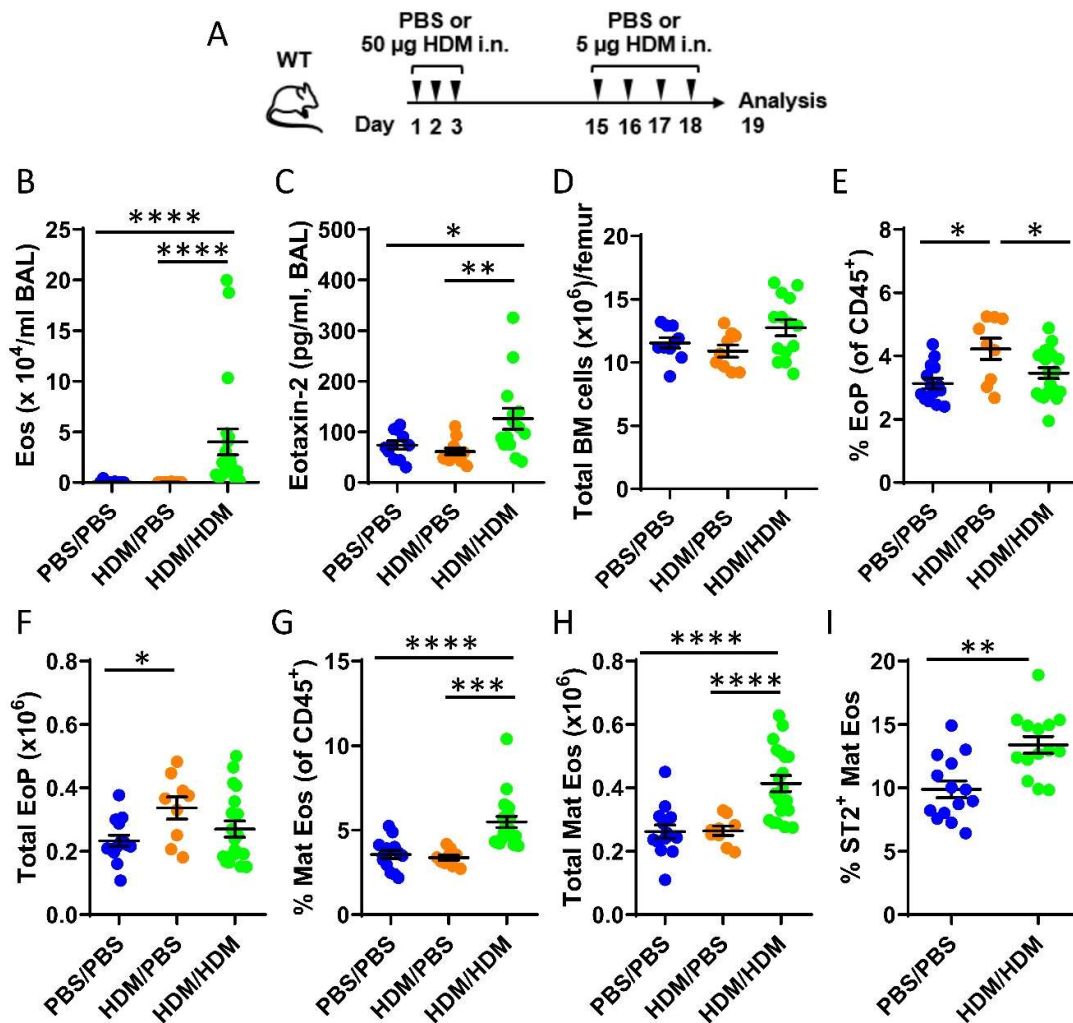 A
WT
PBS or
50 µg HDM i.n.
PBS or
5 µg HDM i.n.
Day 1 2 3 15 16 17 18 Analysis
19
B
Eos (x 10⁴/ml BAL)
25
20
15
10
5
0
****
****
PBS/PBS
HDM/PBS
HDM/HDM
C
Eotaxin-2 (pg/ml, BAL)
500
400
300
200
100
0
*
**
PBS/PBS
HDM/PBS
HDM/HDM
D
Total BM cells (x10⁶)/femur
20
15
10
5
0
PBS/PBS
HDM/PBS
HDM/HDM
E
% EoP (of CD45⁺)
8
6
4
2
0
*
*
PBS/PBS
HDM/PBS
HDM/HDM
F
Total EoP (x10⁶)
0.8
0.6
0.4
0.2
0.0
*
PBS/PBS
HDM/PBS
HDM/HDM
G
% Mat Eos (of CD45⁺)
15
10
5
0
****
***
PBS/PBS
HDM/PBS
HDM/HDM
H
Total Mat Eos (x10⁶)
0.8
0.6
0.4
0.2
0.0
****
****
PBS/PBS
HDM/PBS
HDM/HDM
I
% ST2⁺ Mat Eos
20
15
10
5
0
**
PBS/PBS
HDM/HDM